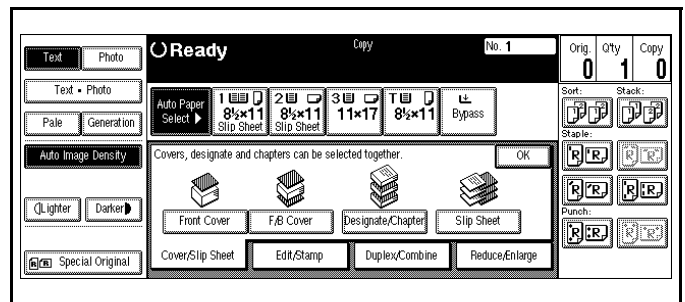 Text Photo
Text • Photo
Pale Generation
Auto Image Density
Lighter Darker
Special Original
Ready
Copy
No. 1
Auto Paper Select ▶
1 8½×11 Slip Sheet
2 8½×11 Slip Sheet
3 11×17
T 8½×11
Bypass
Covers, designate and chapters can be selected together.
OK
Front Cover F/B Cover Designate/Chapter Slip Sheet
Cover/Slip Sheet Edit/Stamp Duplex/Combine Reduce/Enlarge
Orig. Q'ty Copy
0 1 0
Sort: Stack:
Staple:
Punch: